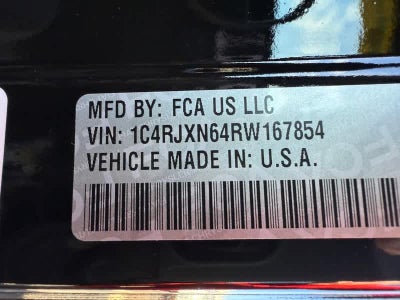 MFD BY: FCA US LLC
VIN: 1C4RJXN64RW167854
VEHICLE MADE IN: U.S.A.